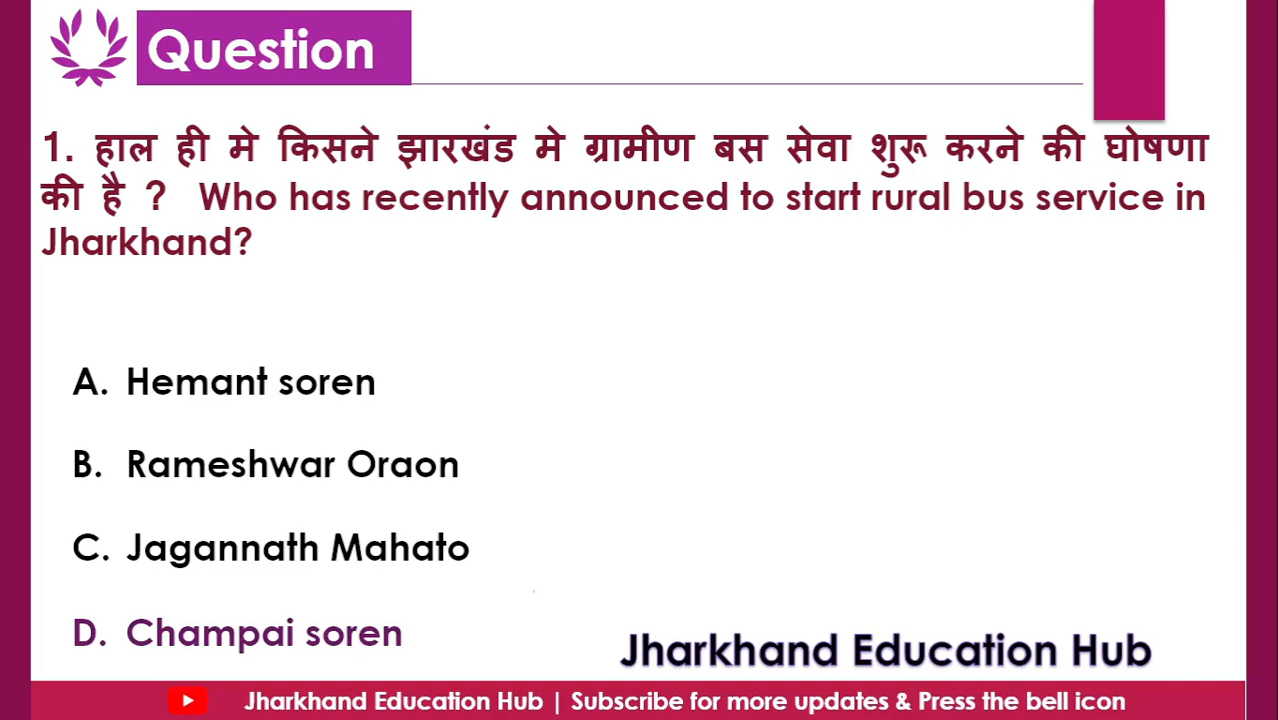 Question
1. हाल ही मे किसने झारखंड मे ग्रामीण बस सेवा शुरू करने की घोषणा
की है ? Who has recently announced to start rural bus service in
Jharkhand?
A. Hemant soren
B. Rameshwar Oraon
C. Jagannath Mahato
D. Champai soren
Jharkhand Education Hub
Jharkhand Education Hub | Subscribe for more updates & Press the bell icon